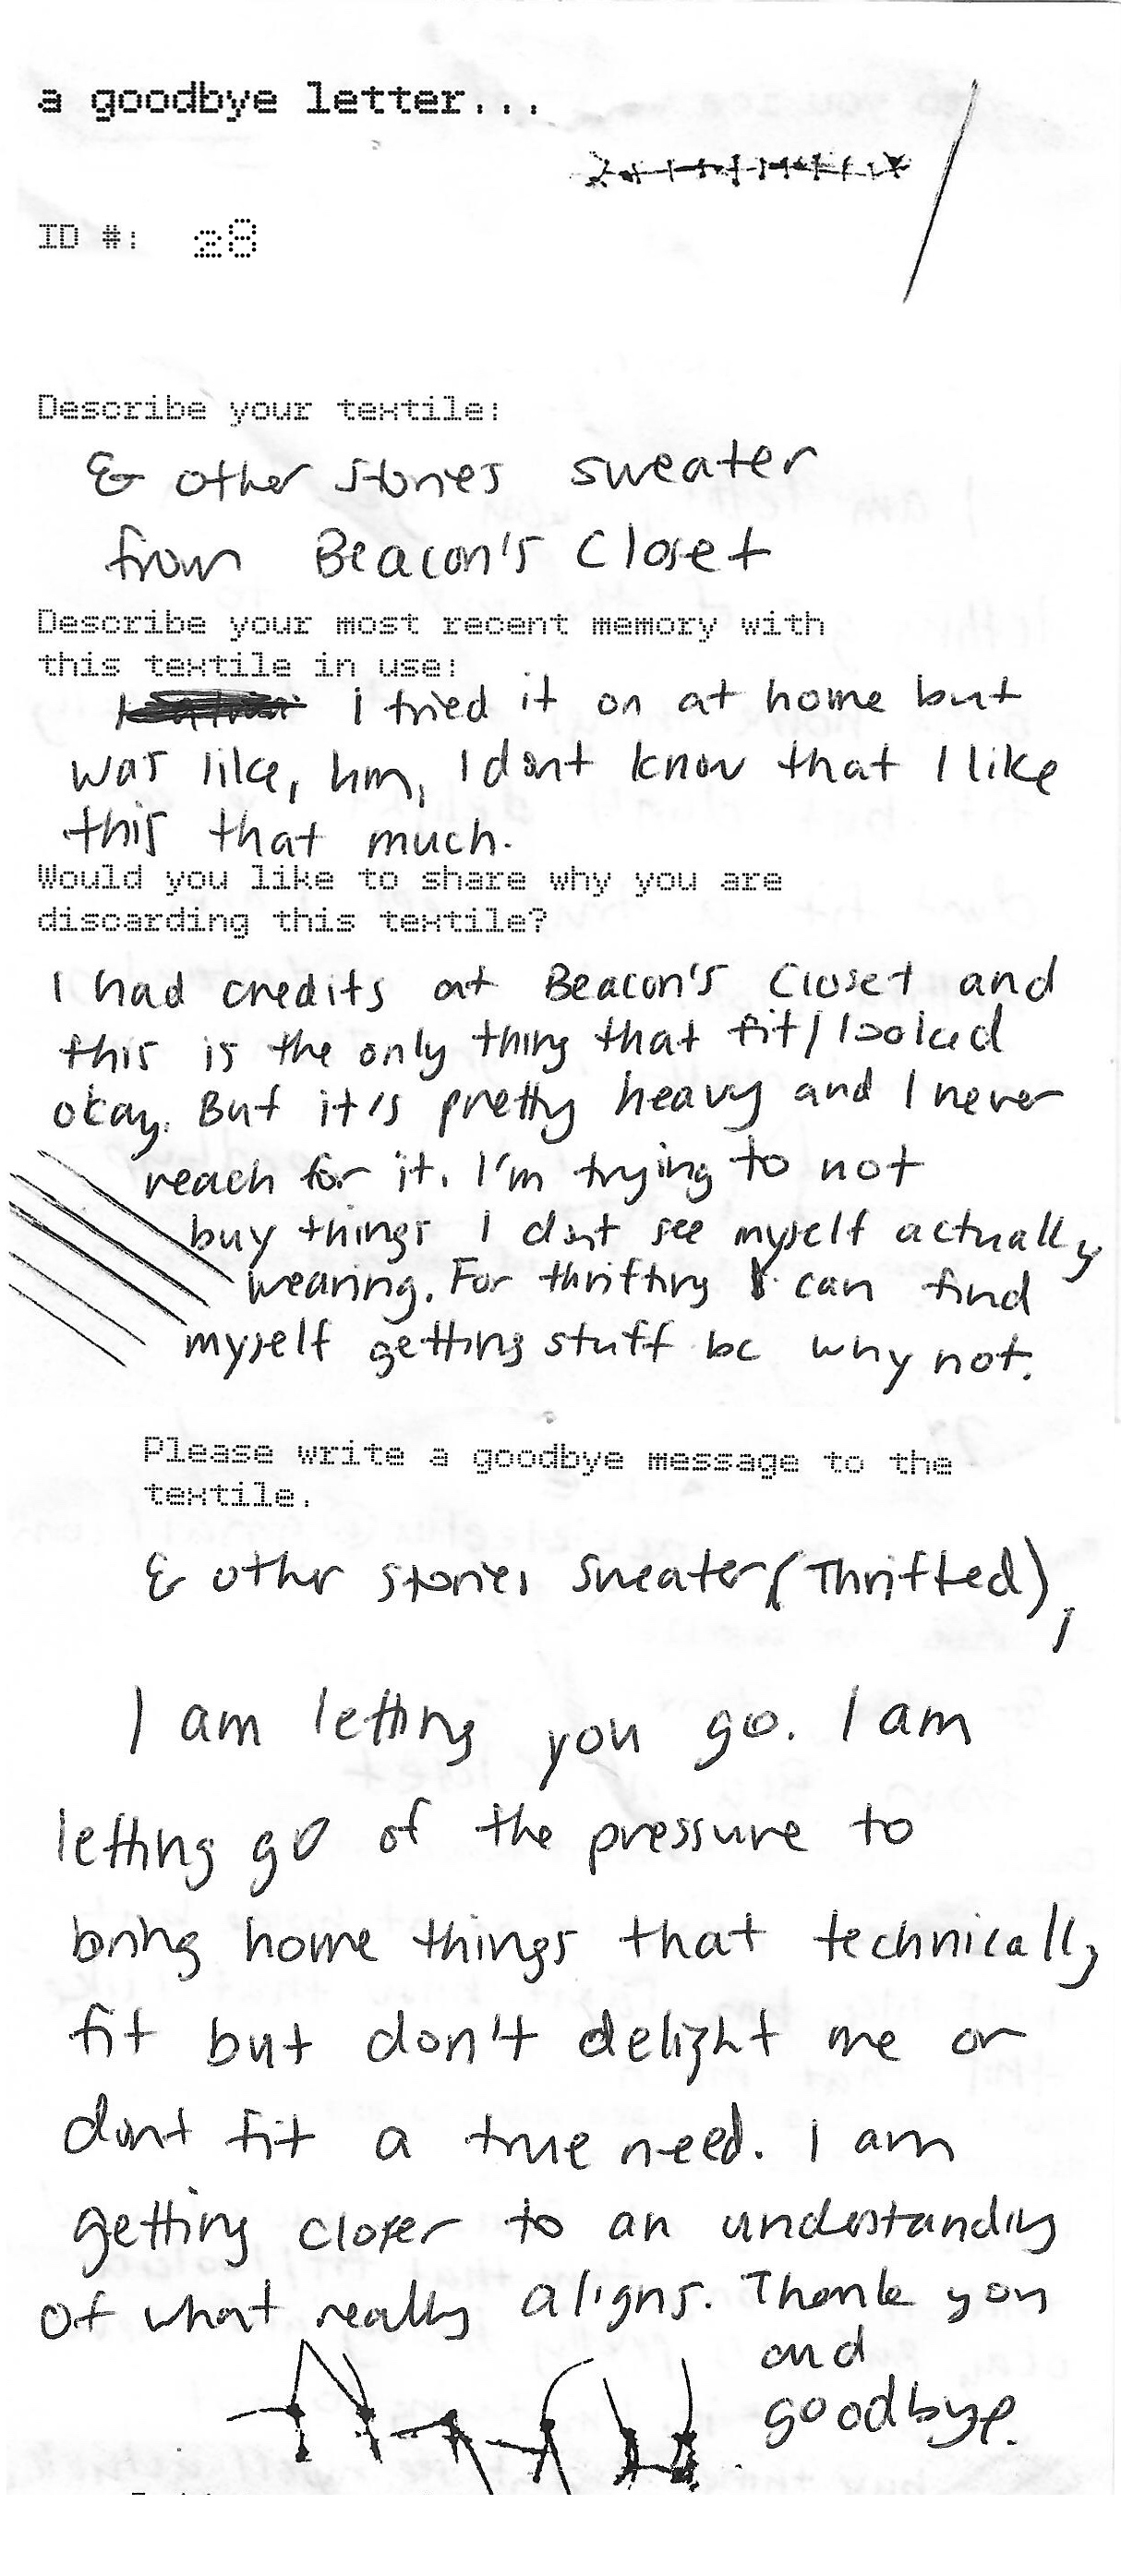 a goodbye letter...
ID #: 28
Describe your textile:
& other stories sweater
from Beacon's Closet
Describe your most recent memory with
this textile in use:
I tried it on at home but
was like, hm, I dont know that I like
this that much.
Would you like to share why you are
discarding this textile?
I had credits at Beacon's Closet and
this is the only thing that fit/looked
okay. But it's pretty heavy and I never
reach for it. I'm trying to not
buy things I dont see myself actually
wearing. For thrifting I can find
myself getting stuff bc why not.
Please write a goodbye message to the
textile.
& other stories sweater (Thrifted),
I am letting you go. I am
letting go of the pressure to
bring home things that technically
fit but don't delight me or
dont fit a true need. I am
getting closer to an understanding
of what really aligns. Thank you
and
goodbye.